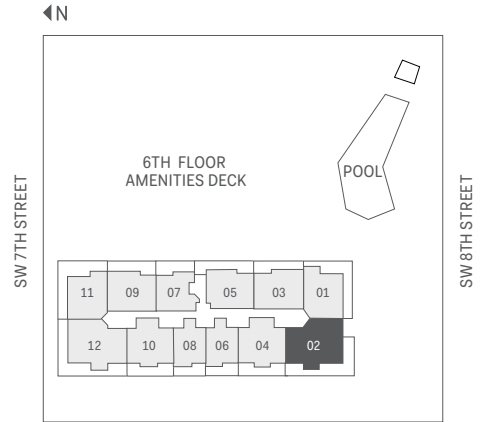 N
6TH FLOOR
AMENITIES DECK
POOL
SW 7TH STREET
SW 8TH STREET
11 09 07 05 03 01
12 10 08 06 04 02